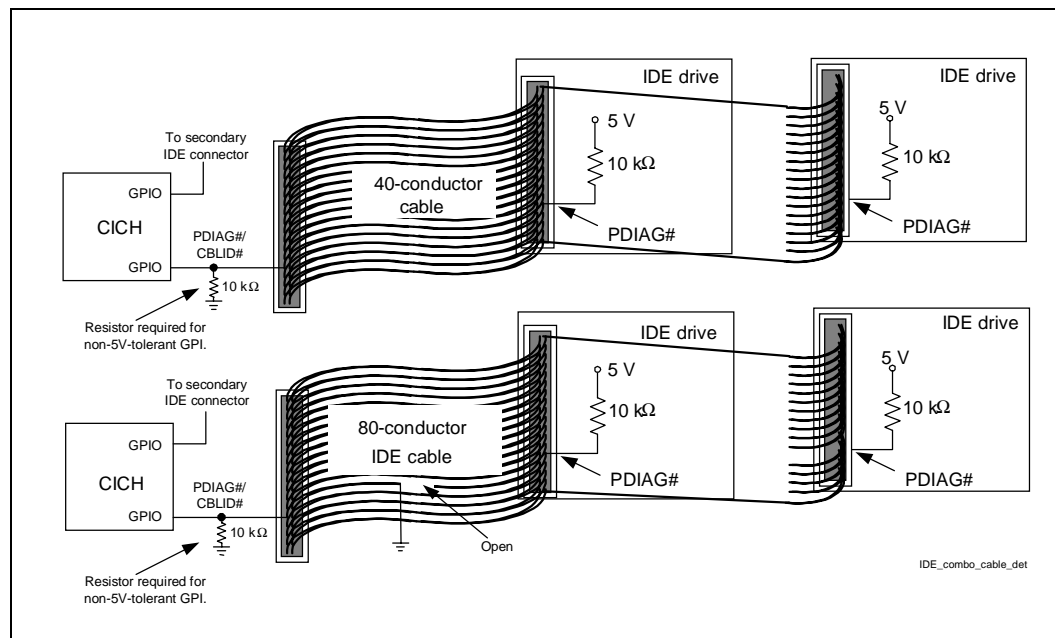 IDE drive
IDE drive
5 V
10 kΩ
PDIAG#
5 V
10 kΩ
PDIAG#
To secondary
IDE connector
40-conductor
cable
GPIO
CICH
GPIO
PDIAG#/
CBLID#
10 kΩ
Resistor required for
non-5V-tolerant GPI.
IDE drive
IDE drive
5 V
10 kΩ
PDIAG#
5 V
10 kΩ
PDIAG#
To secondary
IDE connector
80-conductor
IDE cable
GPIO
CICH
GPIO
PDIAG#/
CBLID#
10 kΩ
Open
Resistor required for
non-5V-tolerant GPI.
IDE_combo_cable_det